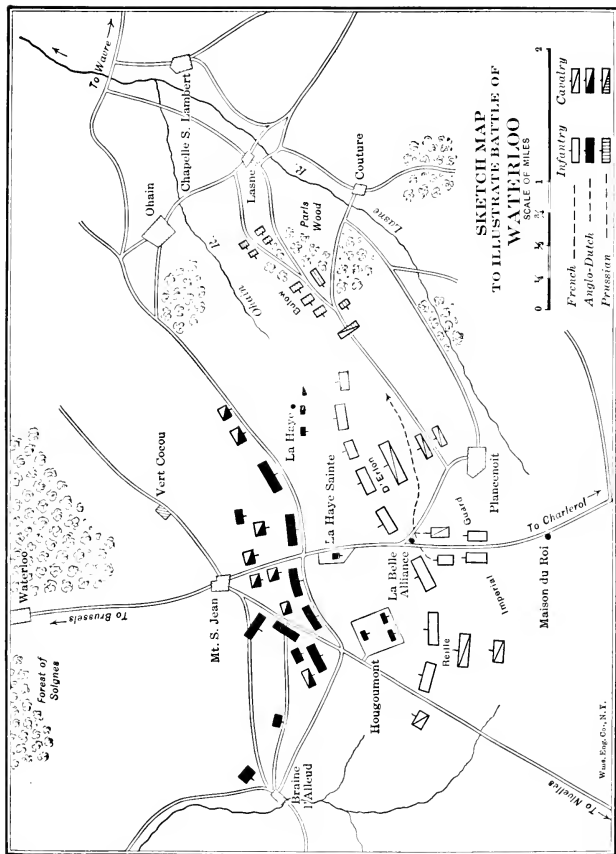 SKETCH MAP
TO ILLUSTRATE BATTLE OF
WATERLOO
SCALE OF MILES
0 ¼ ½ ¾ 1 2
Infantry Cavalry
French
Anglo-Dutch
Prussian
Waterloo
Forest of
Soignes
To Brussels
Vert Cocou
Mt. S. Jean
Braine
l'Alleud
To Wavre
Chapelle S. Lambert
Ohain
Lasne
Ohain R.
Lasne R.
Paris
Wood
Couture
Bulow
La Haye
La Haye Sainte
D'Erlon
Hougoumont
La Belle
Alliance
Plancenoit
Reille
Imperial Guard
Maison du Roi
To Charleroi
To Nivelles
Wms. Eng. Co., N.Y.